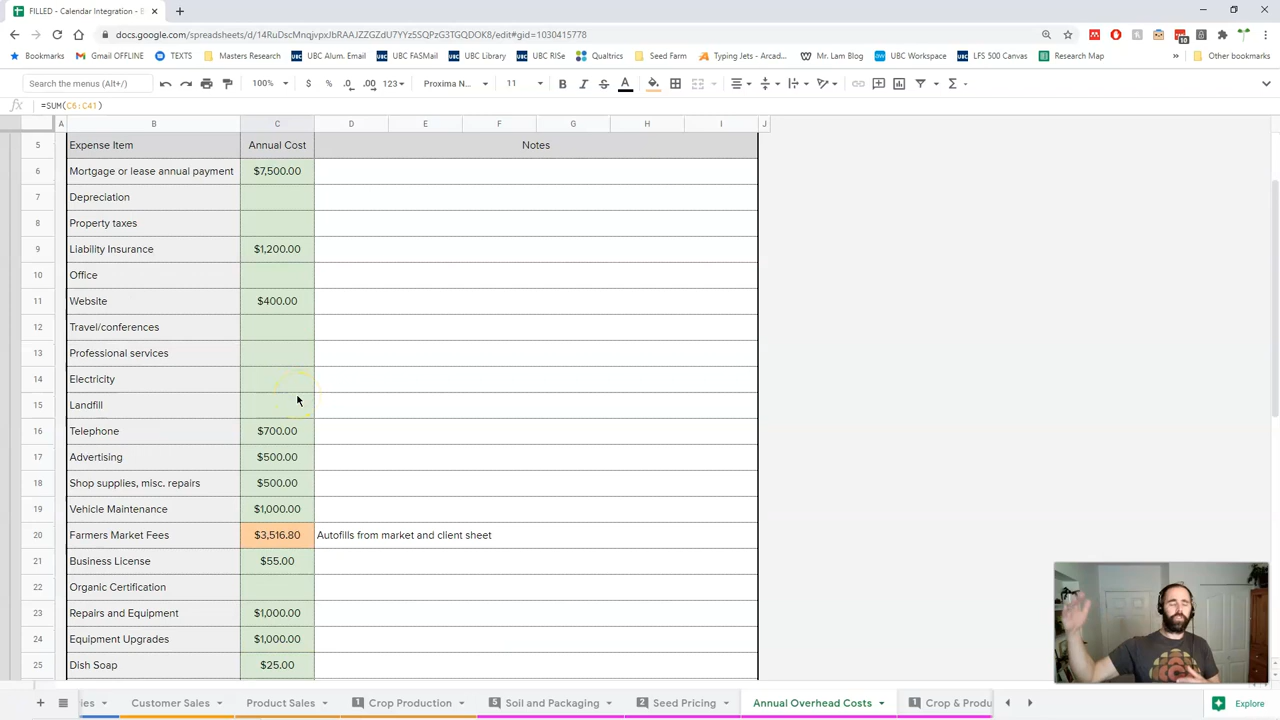 FILLED - Calendar Integration - E
docs.google.com/spreadsheets/d/14RuDscMnqjvpxJbRAAJZZGZdU7YYz5SQPzG3TGQDOK8/edit#gid=1030415778
10
Bookmarks Gmail OFFLINE TEXTS Masters Research UBC Alum. Email UBC FASMail UBC Library UBC RISe Qualtrics Seed Farm Typing Jets - Arcad... Mr. Lam Blog UBC Workspace LFS 500 Canvas Research Map Other bookmarks
Search the menus (Alt+/) 100% $ % .0 .00 123 Proxima N... 11 B I S A
fx =SUM(C6:C41)
A B C D E F G H I J
5 Expense Item Annual Cost Notes
6 Mortgage or lease annual payment $7,500.00
7 Depreciation
8 Property taxes
9 Liability Insurance $1,200.00
10 Office
11 Website $400.00
12 Travel/conferences
13 Professional services
14 Electricity
15 Landfill
16 Telephone $700.00
17 Advertising $500.00
18 Shop supplies, misc. repairs $500.00
19 Vehicle Maintenance $1,000.00
20 Farmers Market Fees $3,516.80 Autofills from market and client sheet
21 Business License $55.00
22 Organic Certification
23 Repairs and Equipment $1,000.00
24 Equipment Upgrades $1,000.00
25 Dish Soap $25.00
ies Customer Sales Product Sales 1 Crop Production 5 Soil and Packaging 2 Seed Pricing Annual Overhead Costs 1 Crop & Produ Explore